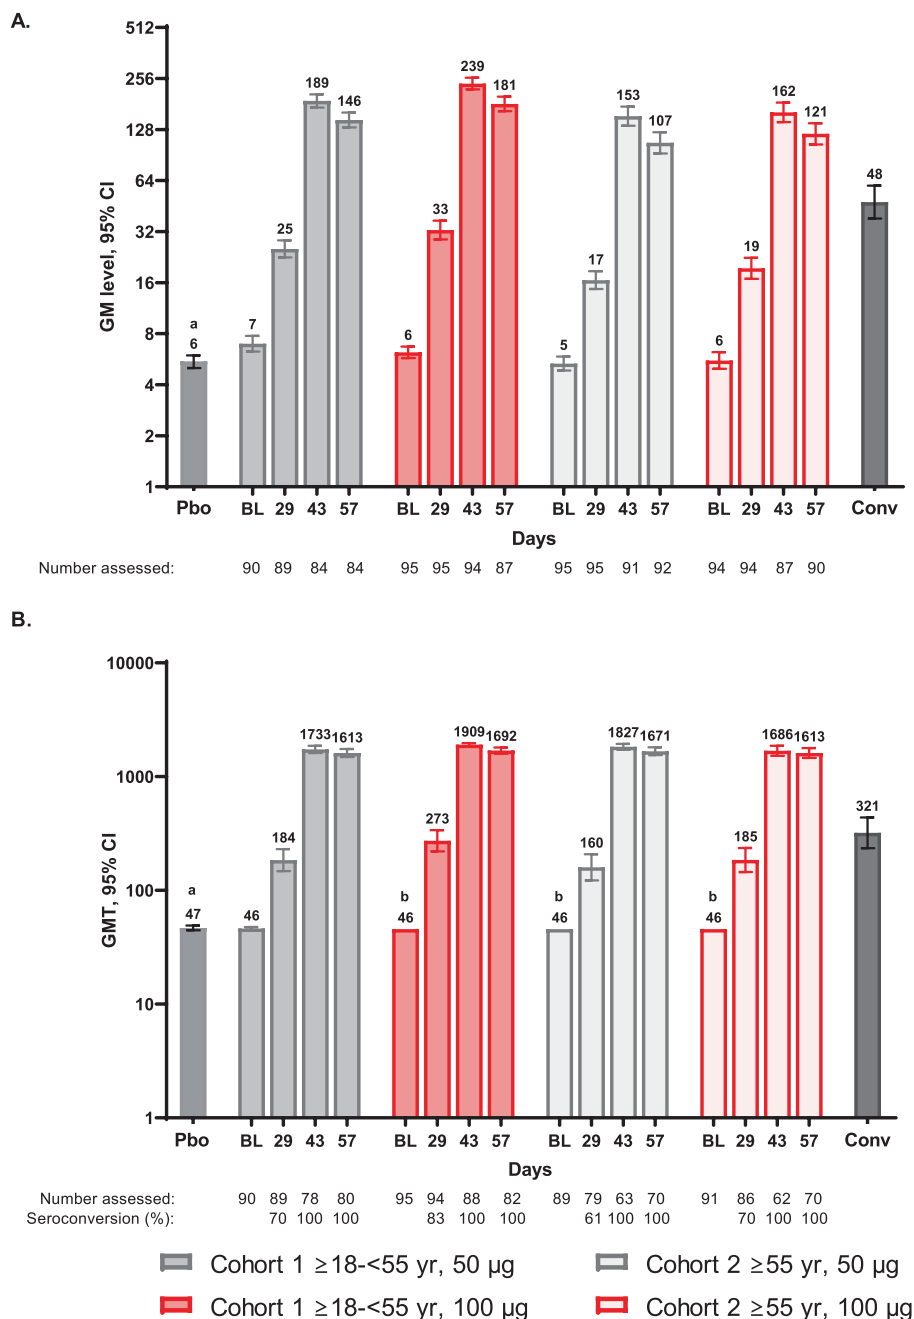 A.
512
256
128
64
32
16
8
4
2
1
GM level, 95% CI
a
6
7
25
189
146
6
33
239
181
5
17
153
107
6
19
162
121
48
Pbo BL 29 43 57 BL 29 43 57 BL 29 43 57 BL 29 43 57 Conv
Days
Number assessed: 90 89 84 84 95 95 94 87 95 95 91 92 94 94 87 90
B.
10000
1000
100
10
1
GMT, 95% CI
a
47
46
184
1733
1613
b
46
273
1909
1692
b
46
160
1827
1671
b
46
185
1686
1613
321
Pbo BL 29 43 57 BL 29 43 57 BL 29 43 57 BL 29 43 57 Conv
Days
Number assessed: 90 89 78 80 95 94 88 82 89 79 63 70 91 86 62 70
Seroconversion (%): 70 100 100 83 100 100 61 100 100 70 100 100
Cohort 1 ≥18-<55 yr, 50 µg
Cohort 2 ≥55 yr, 50 µg
Cohort 1 ≥18-<55 yr, 100 µg
Cohort 2 ≥55 yr, 100 µg